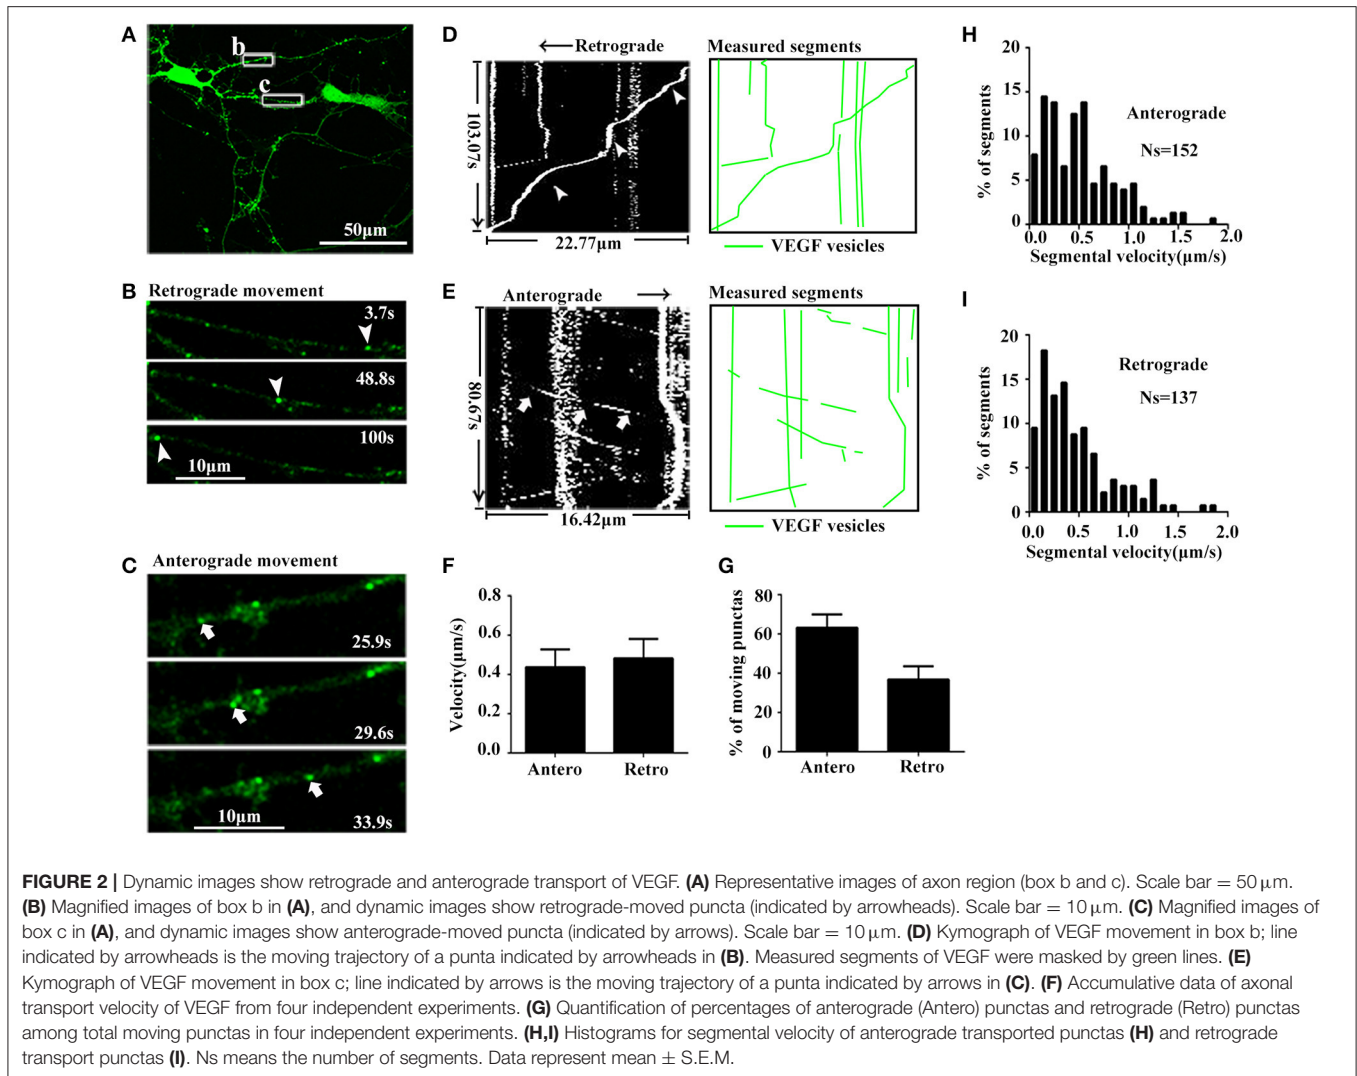 A
b
c
50μm
B
Retrograde movement
3.7s
48.8s
100s
10μm
C
Anterograde movement
25.9s
29.6s
33.9s
10μm
D
Retrograde
103.07s
22.77μm
Measured segments
VEGF vesicles
E
Anterograde
80.67s
16.42μm
Measured segments
VEGF vesicles
F
Velocity(μm/s)
0.8
0.6
0.4
0.2
0.0
Antero
Retro
G
% of moving punctas
80
60
40
20
0
Antero
Retro
H
% of segments
20
15
10
5
0
Anterograde
Ns=152
0.0 0.5 1.0 1.5 2.0
Segmental velocity(μm/s)
I
% of segments
20
15
10
5
0
Retrograde
Ns=137
0.0 0.5 1.0 1.5 2.0
Segmental velocity(μm/s)
FIGURE 2 | Dynamic images show retrograde and anterograde transport of VEGF. (A) Representative images of axon region (box b and c). Scale bar = 50 μm.
(B) Magnified images of box b in (A), and dynamic images show retrograde-moved puncta (indicated by arrowheads). Scale bar = 10 μm. (C) Magnified images of
box c in (A), and dynamic images show anterograde-moved puncta (indicated by arrows). Scale bar = 10 μm. (D) Kymograph of VEGF movement in box b; line
indicated by arrowheads is the moving trajectory of a punta indicated by arrowheads in (B). Measured segments of VEGF were masked by green lines. (E)
Kymograph of VEGF movement in box c; line indicated by arrows is the moving trajectory of a punta indicated by arrows in (C). (F) Accumulative data of axonal
transport velocity of VEGF from four independent experiments. (G) Quantification of percentages of anterograde (Antero) punctas and retrograde (Retro) punctas
among total moving punctas in four independent experiments. (H,I) Histograms for segmental velocity of anterograde transported punctas (H) and retrograde
transport punctas (I). Ns means the number of segments. Data represent mean ± S.E.M.